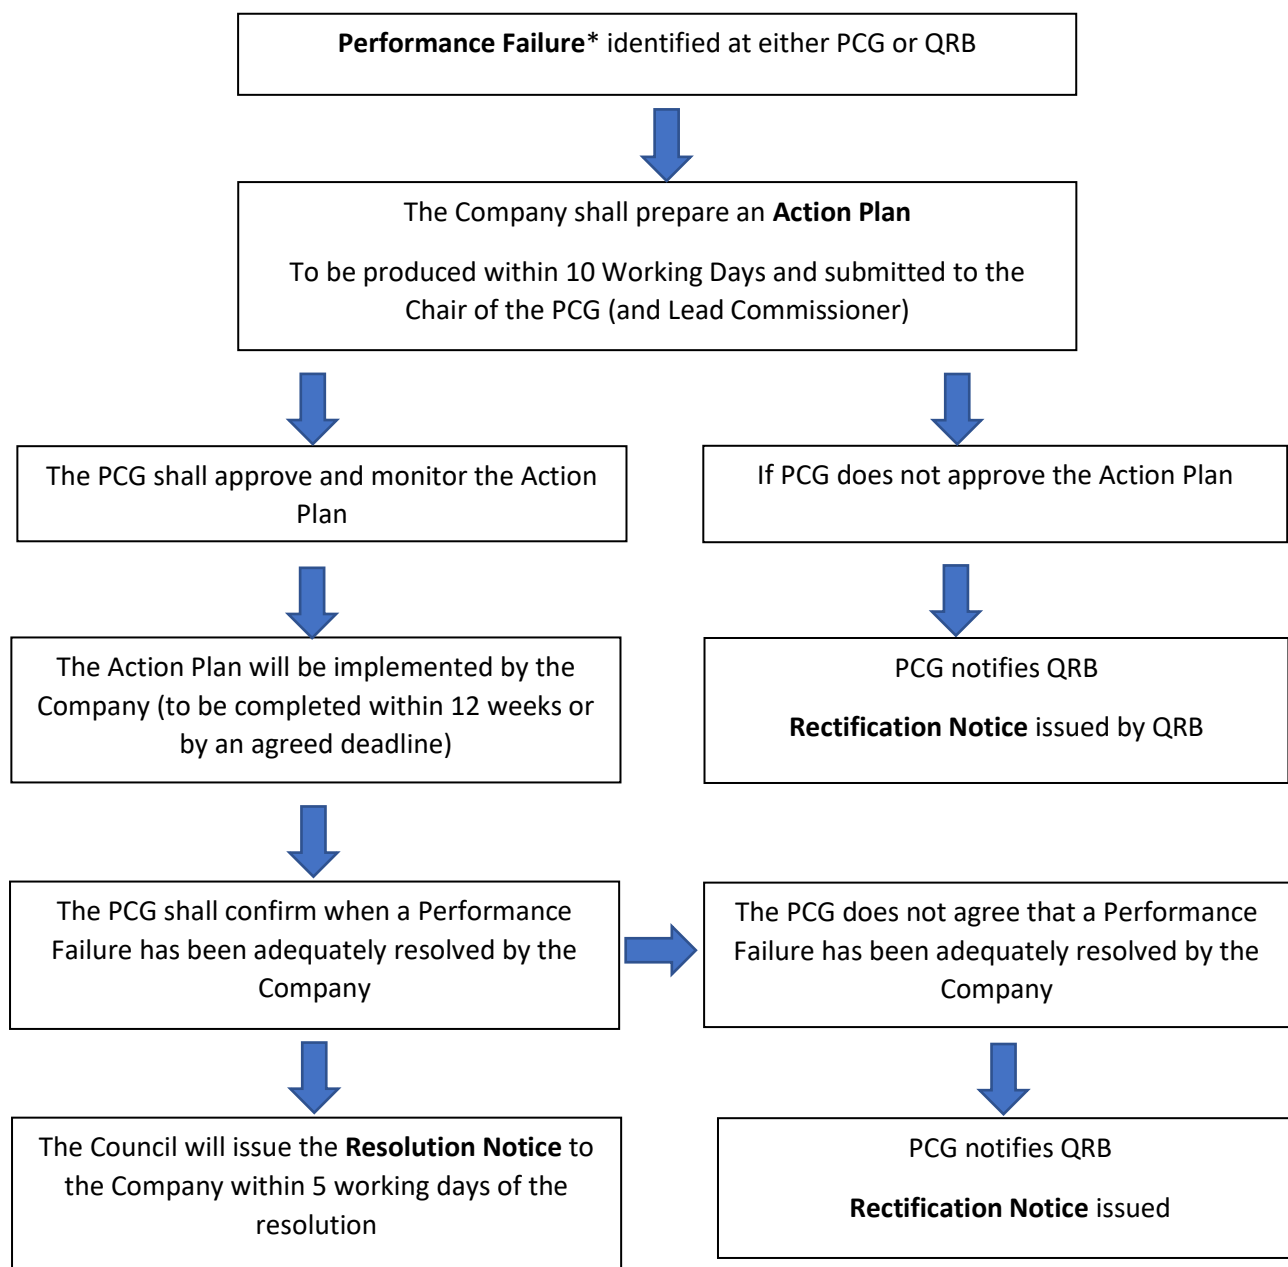 Performance Failure* identified at either PCG or QRB
The Company shall prepare an Action Plan
To be produced within 10 Working Days and submitted to the
Chair of the PCG (and Lead Commissioner)
The PCG shall approve and monitor the Action
Plan
If PCG does not approve the Action Plan
The Action Plan will be implemented by the
Company (to be completed within 12 weeks or
by an agreed deadline)
PCG notifies QRB
Rectification Notice issued by QRB
The PCG shall confirm when a Performance
Failure has been adequately resolved by the
Company
The PCG does not agree that a Performance
Failure has been adequately resolved by the
Company
The Council will issue the Resolution Notice to
the Company within 5 working days of the
resolution
PCG notifies QRB
Rectification Notice issued